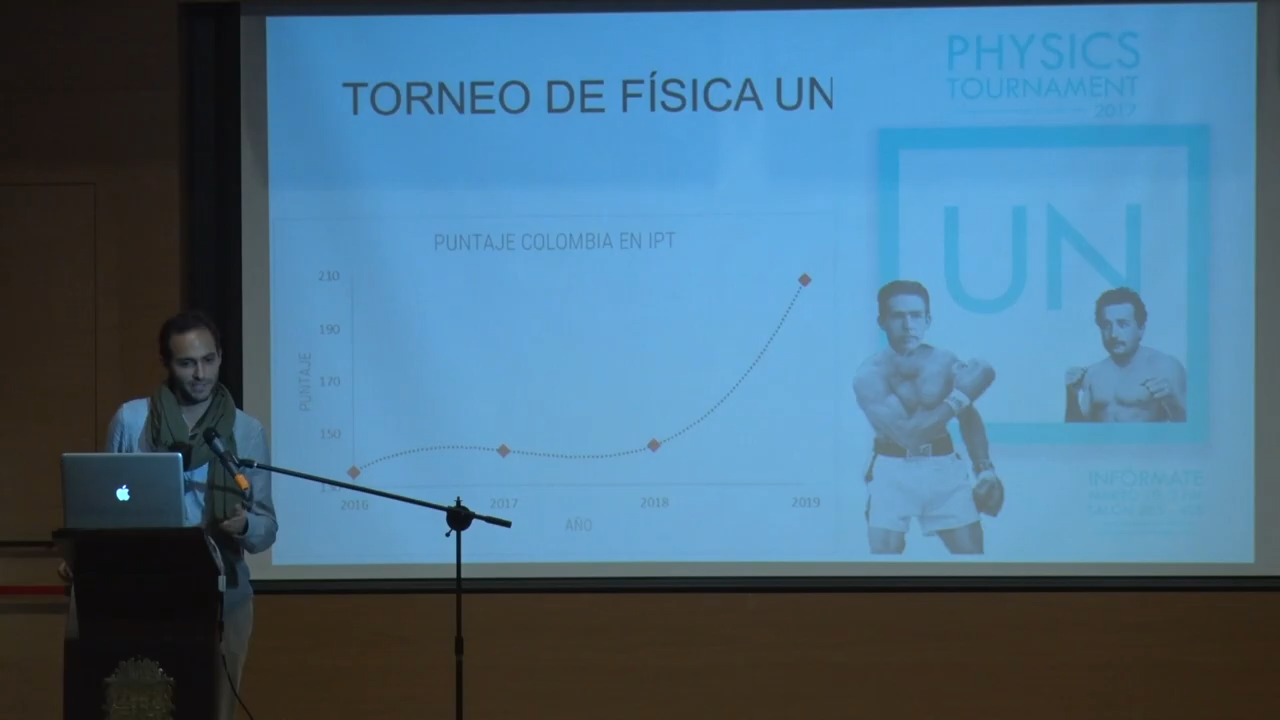 TORNEO DE FÍSICA UN
PHYSICS
TOURNAMENT
2017
UN
PUNTAJE COLOMBIA EN IPT
210
190
170
150
PUNTAJE
2016
2017
2018
2019
AÑO
INFÓRMATE